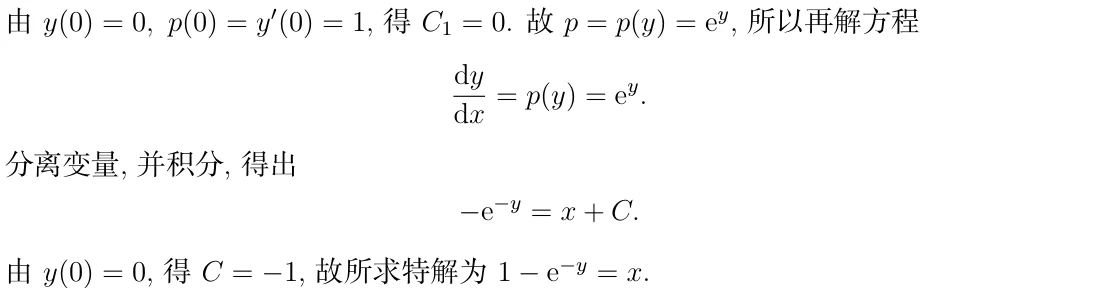 由 y(0) = 0, p(0) = y′(0) = 1, 得 C₁ = 0. 故 p = p(y) = eʸ, 所以再解方程
dy/dx = p(y) = eʸ.
分离变量, 并积分, 得出
−e⁻ʸ = x + C.
由 y(0) = 0, 得 C = −1, 故所求特解为 1 − e⁻ʸ = x.